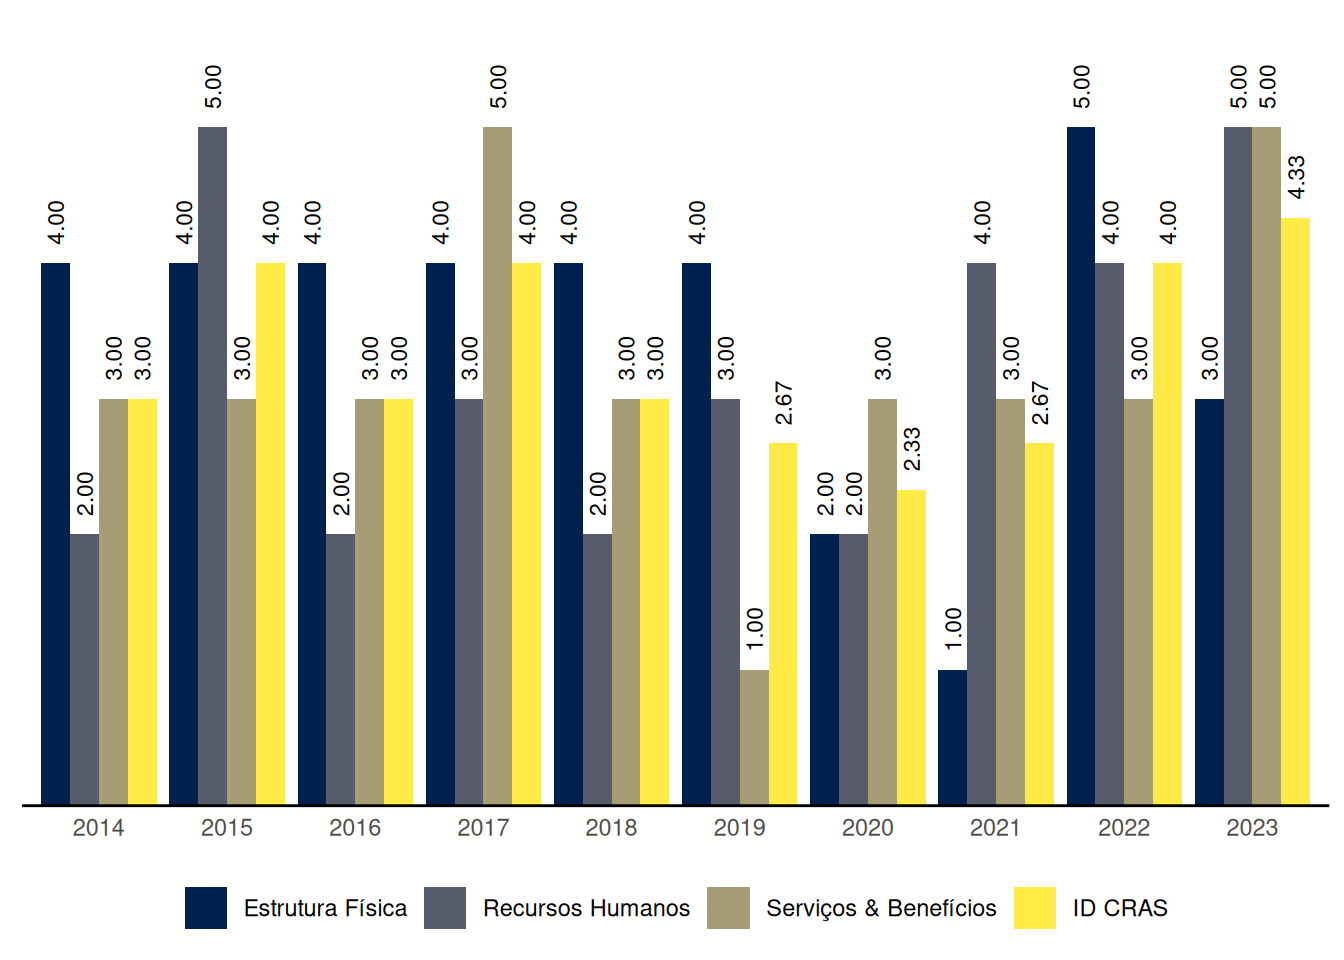 4.00 2.00 3.00 3.00
4.00 5.00 3.00 4.00
4.00 2.00 3.00 3.00
4.00 3.00 5.00 4.00
4.00 2.00 3.00 3.00
4.00 3.00 1.00 2.67
2.00 2.00 3.00 2.33
1.00 4.00 3.00 2.67
5.00 4.00 3.00 4.00
3.00 5.00 5.00 4.33
2014 2015 2016 2017 2018 2019 2020 2021 2022 2023
Estrutura Física Recursos Humanos Serviços & Benefícios ID CRAS